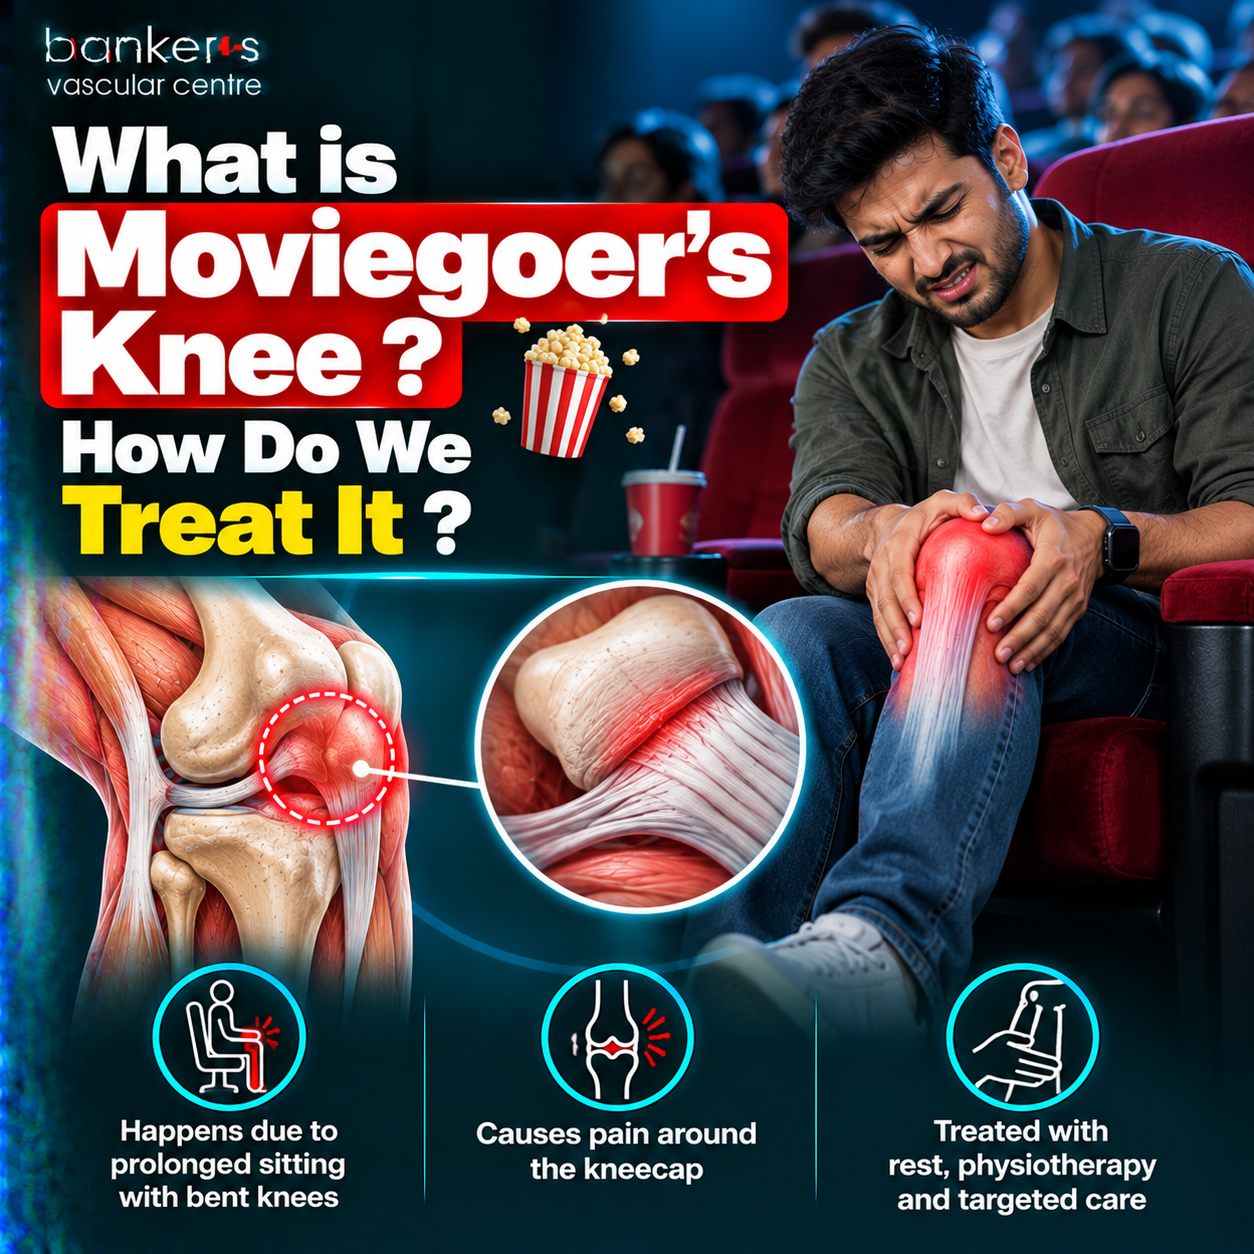 bankers
vascular centre
What is
Moviegoer's
Knee ?
How Do We
Treat It ?
Happens due to
prolonged sitting
with bent knees
Causes pain around
the kneecap
Treated with
rest, physiotherapy
and targeted care